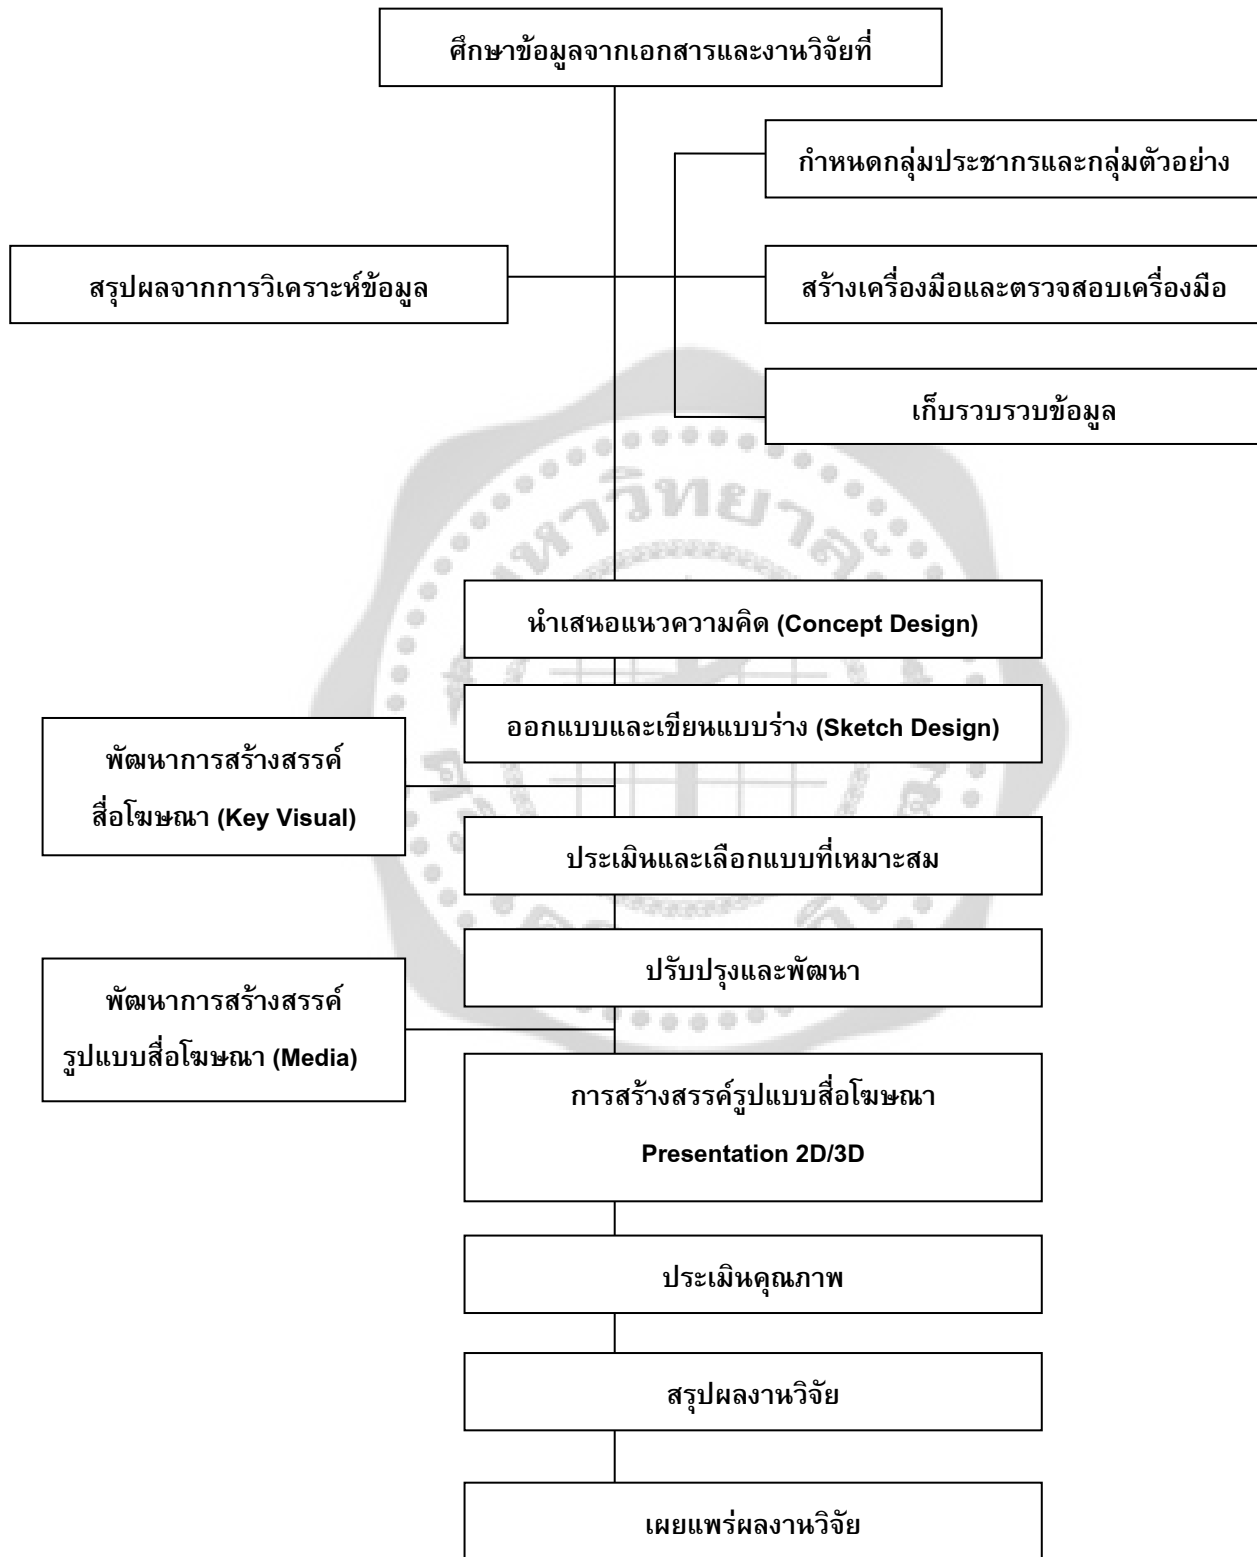 ศึกษาข้อมูลจากเอกสารและงานวิจัยที่
กำหนดกลุ่มประชากรและกลุ่มตัวอย่าง
สรุปผลจากการวิเคราะห์ข้อมูล
สร้างเครื่องมือและตรวจสอบเครื่องมือ
เก็บรวบรวบข้อมูล
นำเสนอแหวความคิด (Concept Design)
ออกแบบและเขียนแบบร่าง (Sketch Design)
พัฒนาการสร้างสรรค์
สื่อโฆษณา (Key Visual)
ประเมินและเลือกแบบที่เหมาะสม
ปรับปรุงและพัฒนา
พัฒนาการสร้างสรรค์
รูปแบบสื่อโฆษณา (Media)
การสร้างสรรค์รูปแบบสื่อโฆษณา
Presentation 2D/3D
ประเมินคุณภาพ
สรุปผลงานวิจัย
เผยแพร่ผลงานวิจัย